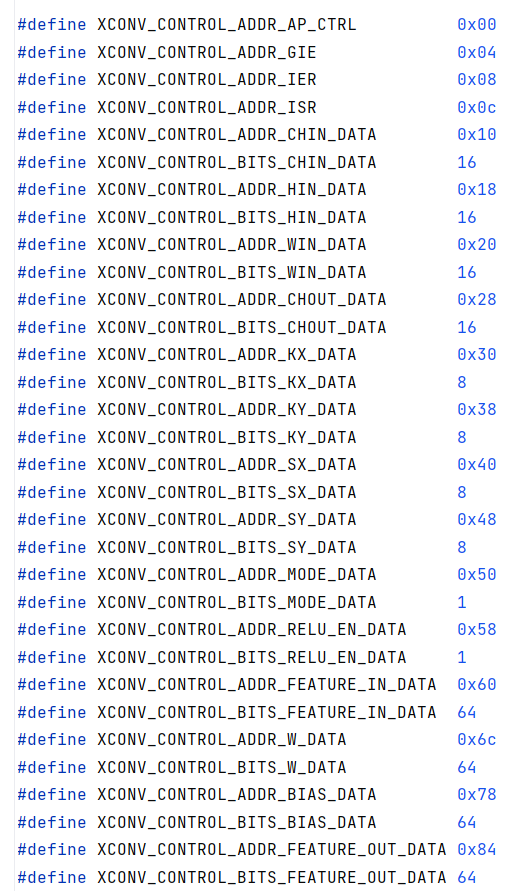 #define XCONV_CONTROL_ADDR_AP_CTRL 0x00
#define XCONV_CONTROL_ADDR_GIE 0x04
#define XCONV_CONTROL_ADDR_IER 0x08
#define XCONV_CONTROL_ADDR_ISR 0x0c
#define XCONV_CONTROL_ADDR_CHIN_DATA 0x10
#define XCONV_CONTROL_BITS_CHIN_DATA 16
#define XCONV_CONTROL_ADDR_HIN_DATA 0x18
#define XCONV_CONTROL_BITS_HIN_DATA 16
#define XCONV_CONTROL_ADDR_WIN_DATA 0x20
#define XCONV_CONTROL_BITS_WIN_DATA 16
#define XCONV_CONTROL_ADDR_CHOUT_DATA 0x28
#define XCONV_CONTROL_BITS_CHOUT_DATA 16
#define XCONV_CONTROL_ADDR_KX_DATA 0x30
#define XCONV_CONTROL_BITS_KX_DATA 8
#define XCONV_CONTROL_ADDR_KY_DATA 0x38
#define XCONV_CONTROL_BITS_KY_DATA 8
#define XCONV_CONTROL_ADDR_SX_DATA 0x40
#define XCONV_CONTROL_BITS_SX_DATA 8
#define XCONV_CONTROL_ADDR_SY_DATA 0x48
#define XCONV_CONTROL_BITS_SY_DATA 8
#define XCONV_CONTROL_ADDR_MODE_DATA 0x50
#define XCONV_CONTROL_BITS_MODE_DATA 1
#define XCONV_CONTROL_ADDR_RELU_EN_DATA 0x58
#define XCONV_CONTROL_BITS_RELU_EN_DATA 1
#define XCONV_CONTROL_ADDR_FEATURE_IN_DATA 0x60
#define XCONV_CONTROL_BITS_FEATURE_IN_DATA 64
#define XCONV_CONTROL_ADDR_W_DATA 0x6c
#define XCONV_CONTROL_BITS_W_DATA 64
#define XCONV_CONTROL_ADDR_BIAS_DATA 0x78
#define XCONV_CONTROL_BITS_BIAS_DATA 64
#define XCONV_CONTROL_ADDR_FEATURE_OUT_DATA 0x84
#define XCONV_CONTROL_BITS_FEATURE_OUT_DATA 64